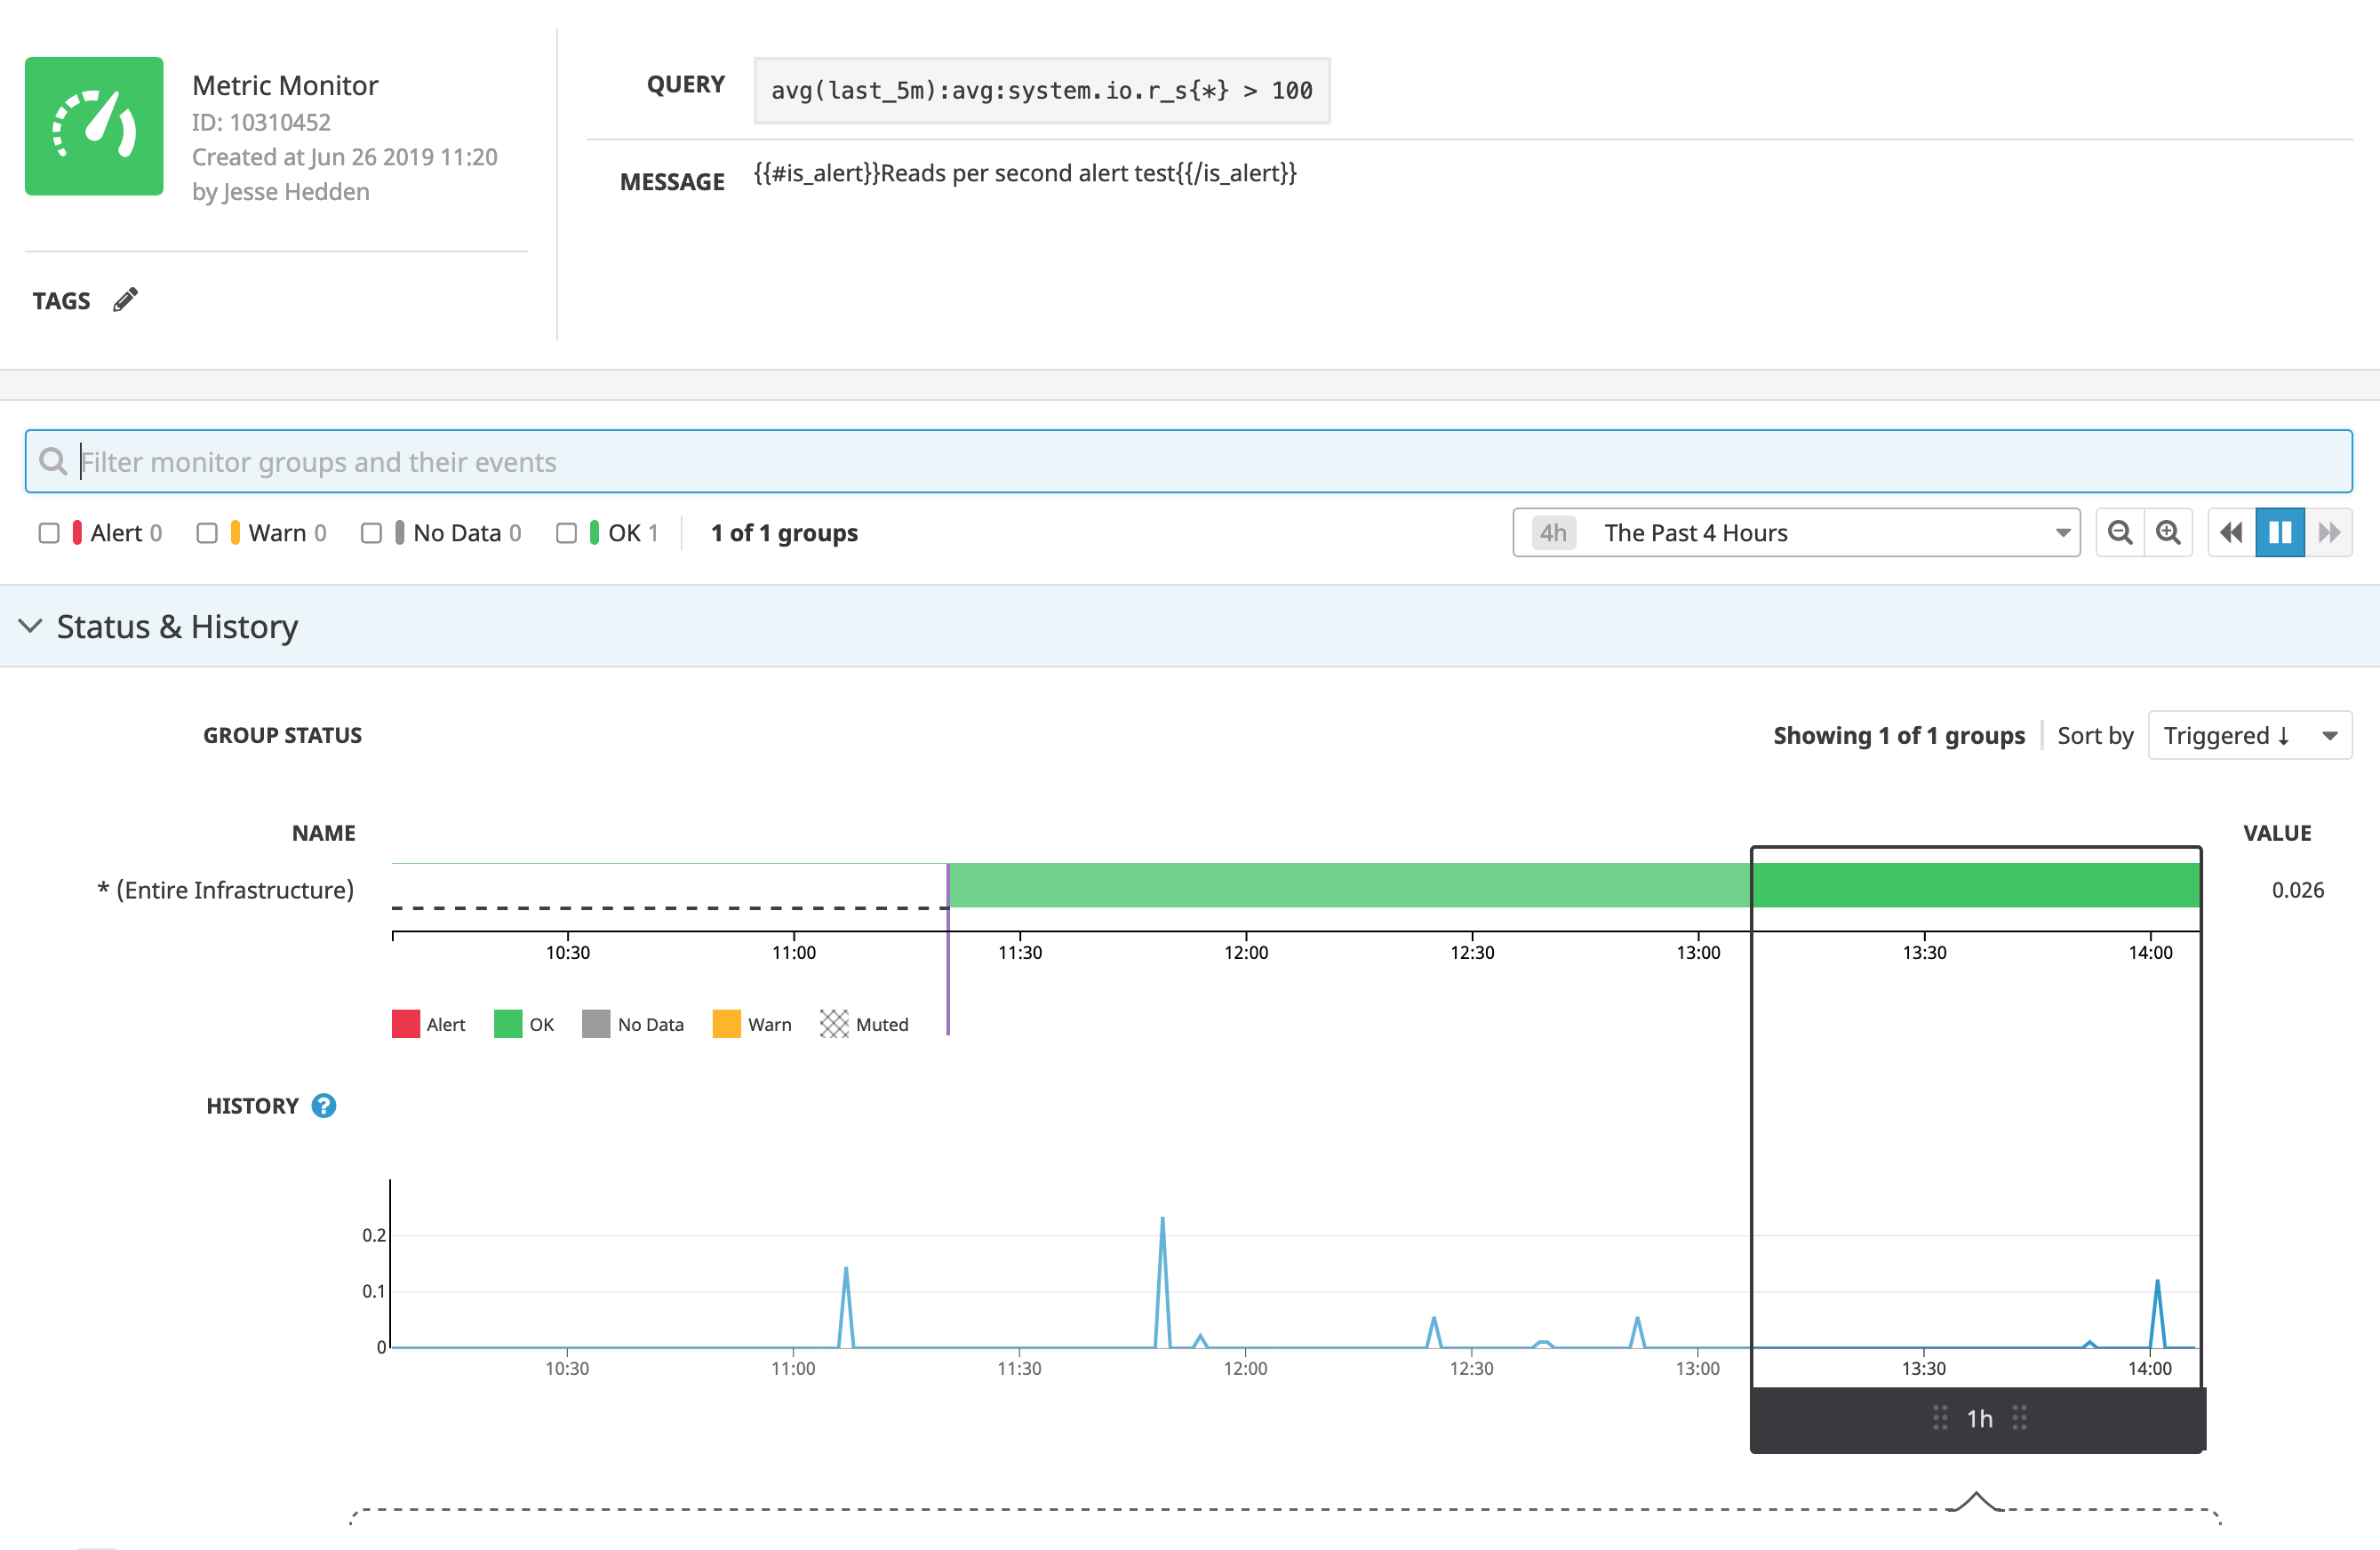 Metric Monitor
ID: 10310452
Created at Jun 26 2019 11:20
by Jesse Hedden
TAGS
QUERY avg(last_5m):avg:system.io.r_s{*} > 100
MESSAGE {{#is_alert}}Reads per second alert test{{/is_alert}}
Filter monitor groups and their events
Alert 0 Warn 0 No Data 0 OK 1 1 of 1 groups 4h The Past 4 Hours
Status & History
GROUP STATUS Showing 1 of 1 groups Sort by Triggered ↓
NAME VALUE
* (Entire Infrastructure) 0.026
10:30 11:00 11:30 12:00 12:30 13:00 13:30 14:00
Alert OK No Data Warn Muted
HISTORY ?
0.2
0.1
0
10:30 11:00 11:30 12:00 12:30 13:00 13:30 14:00
1h